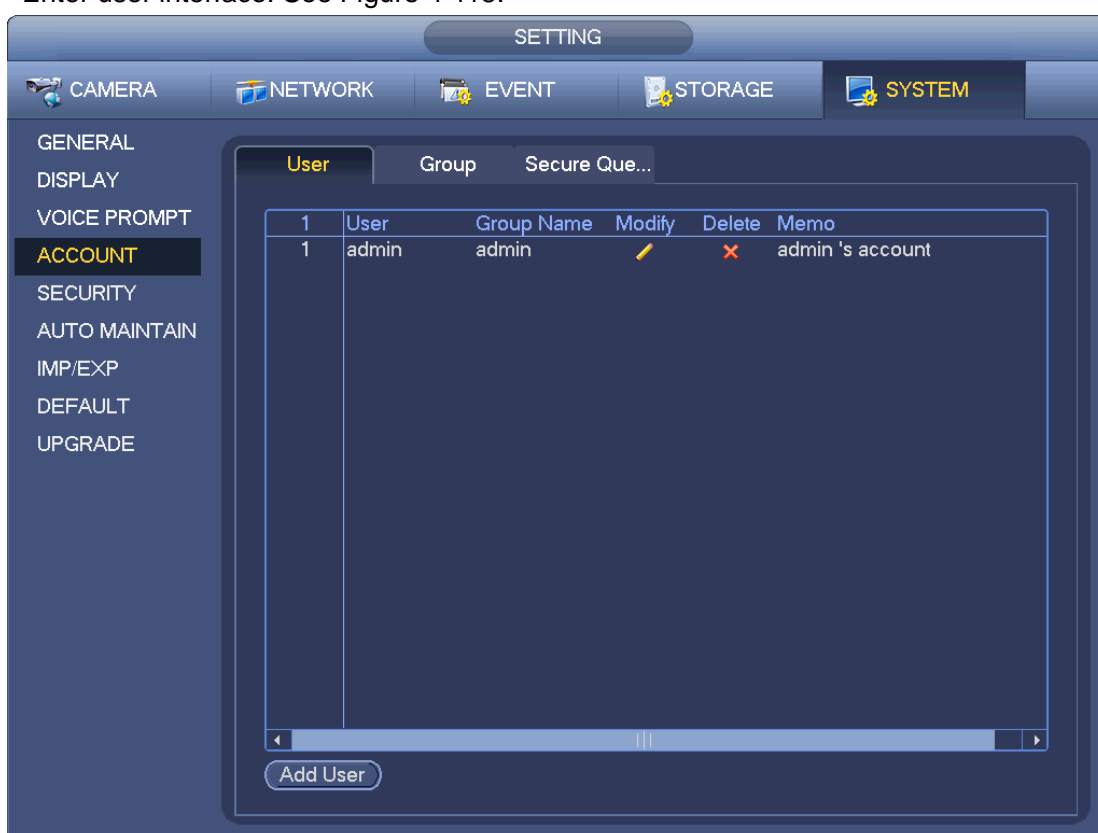 SETTING
CAMERA NETWORK EVENT STORAGE SYSTEM
GENERAL
DISPLAY
VOICE PROMPT
ACCOUNT
SECURITY
AUTO MAINTAIN
IMP/EXP
DEFAULT
UPGRADE
User Group Secure Que...
1 User Group Name Modify Delete Memo
1 admin admin admin 's account
Add User